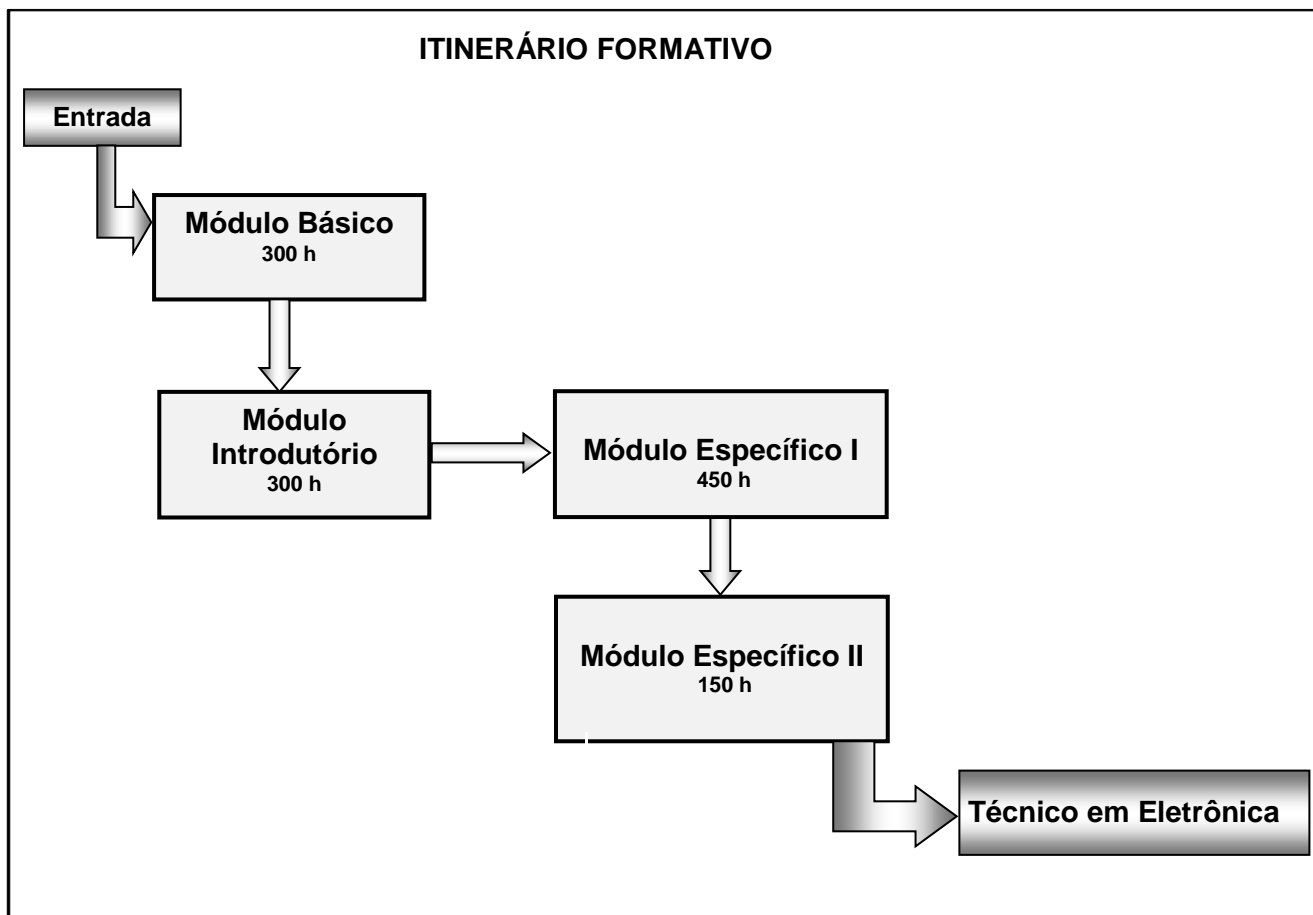 ITINERÁRIO FORMATIVO
Entrada
Módulo Básico
300 h
Módulo
Introdutório
300 h
Módulo Específico I
450 h
Módulo Específico II
150 h
Técnico em Eletrônica